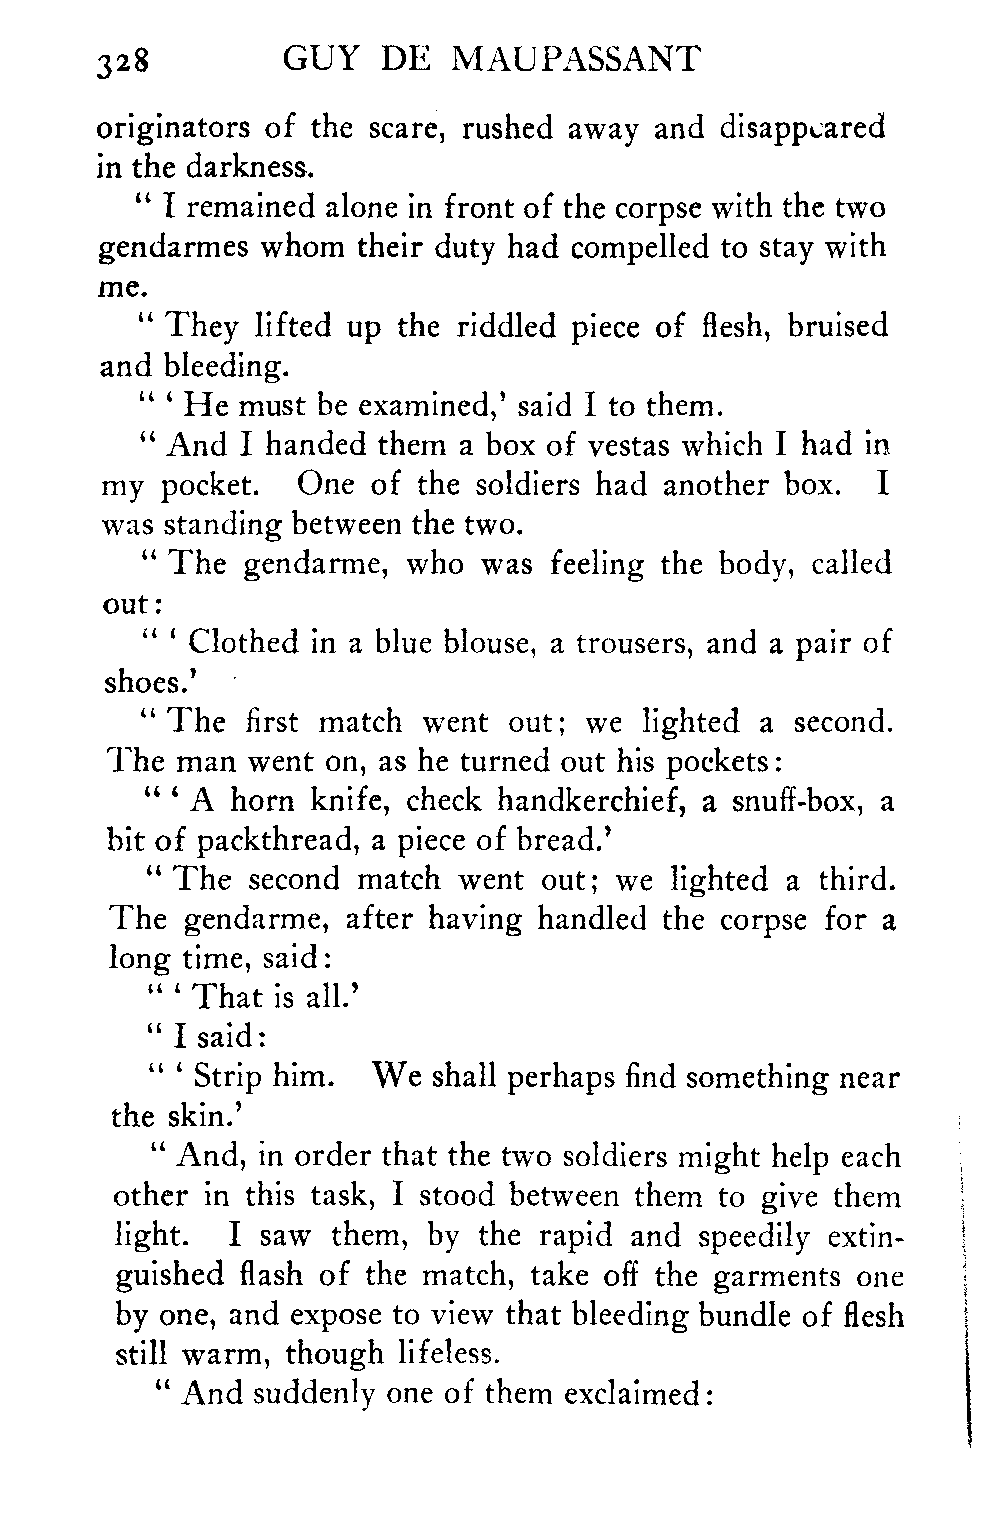 328 GUY DE MAUPASSANT
originators of the scare, rushed away and disappeared
in the darkness.
" I remained alone in front of the corpse with the two
gendarmes whom their duty had compelled to stay with
me.
" They lifted up the riddled piece of flesh, bruised
and bleeding.
" ' He must be examined,' said I to them.
" And I handed them a box of vestas which I had in
my pocket. One of the soldiers had another box. I
was standing between the two.
" The gendarme, who was feeling the body, called
out:
" ' Clothed in a blue blouse, a trousers, and a pair of
shoes.'
" The first match went out; we lighted a second.
The man went on, as he turned out his pockets:
" ' A horn knife, check handkerchief, a snuff-box, a
bit of packthread, a piece of bread.'
" The second match went out; we lighted a third.
The gendarme, after having handled the corpse for a
long time, said:
" ' That is all.'
" I said:
" ' Strip him. We shall perhaps find something near
the skin.'
" And, in order that the two soldiers might help each
other in this task, I stood between them to give them
light. I saw them, by the rapid and speedily extin-
guished flash of the match, take off the garments one
by one, and expose to view that bleeding bundle of flesh
still warm, though lifeless.
" And suddenly one of them exclaimed: